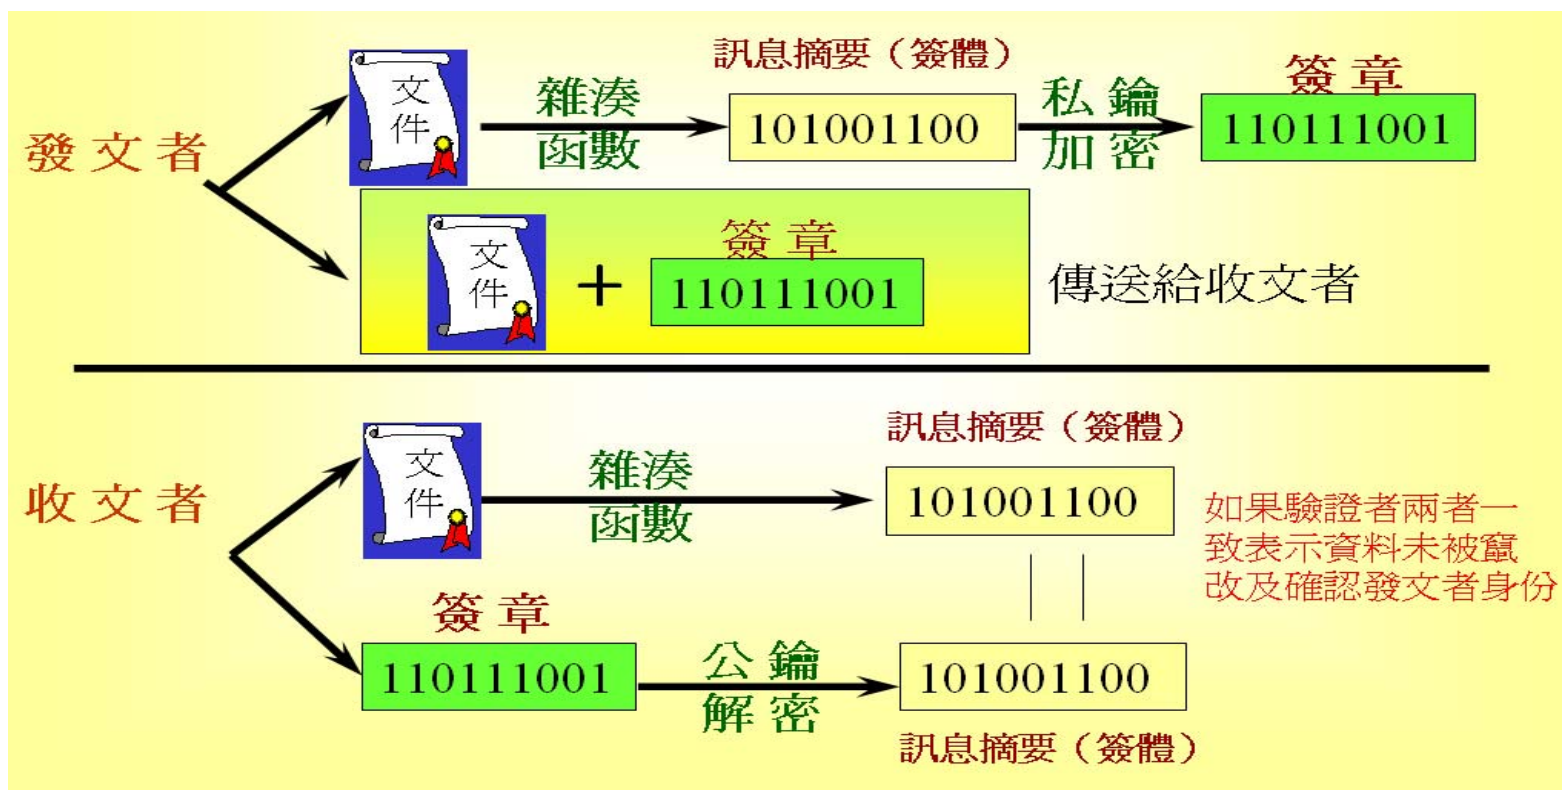 發文者
文
件
雜湊
函數
訊息摘要（簽體）
101001100
私鑰
加密
簽章
110111001
文
件
+
簽章
110111001
傳送給收文者
收文者
文
件
雜湊
函數
訊息摘要（簽體）
101001100
如果驗證者兩者一
致表示資料未被竄
改及確認發文者身份
簽章
110111001
公鑰
解密
101001100
訊息摘要（簽體）